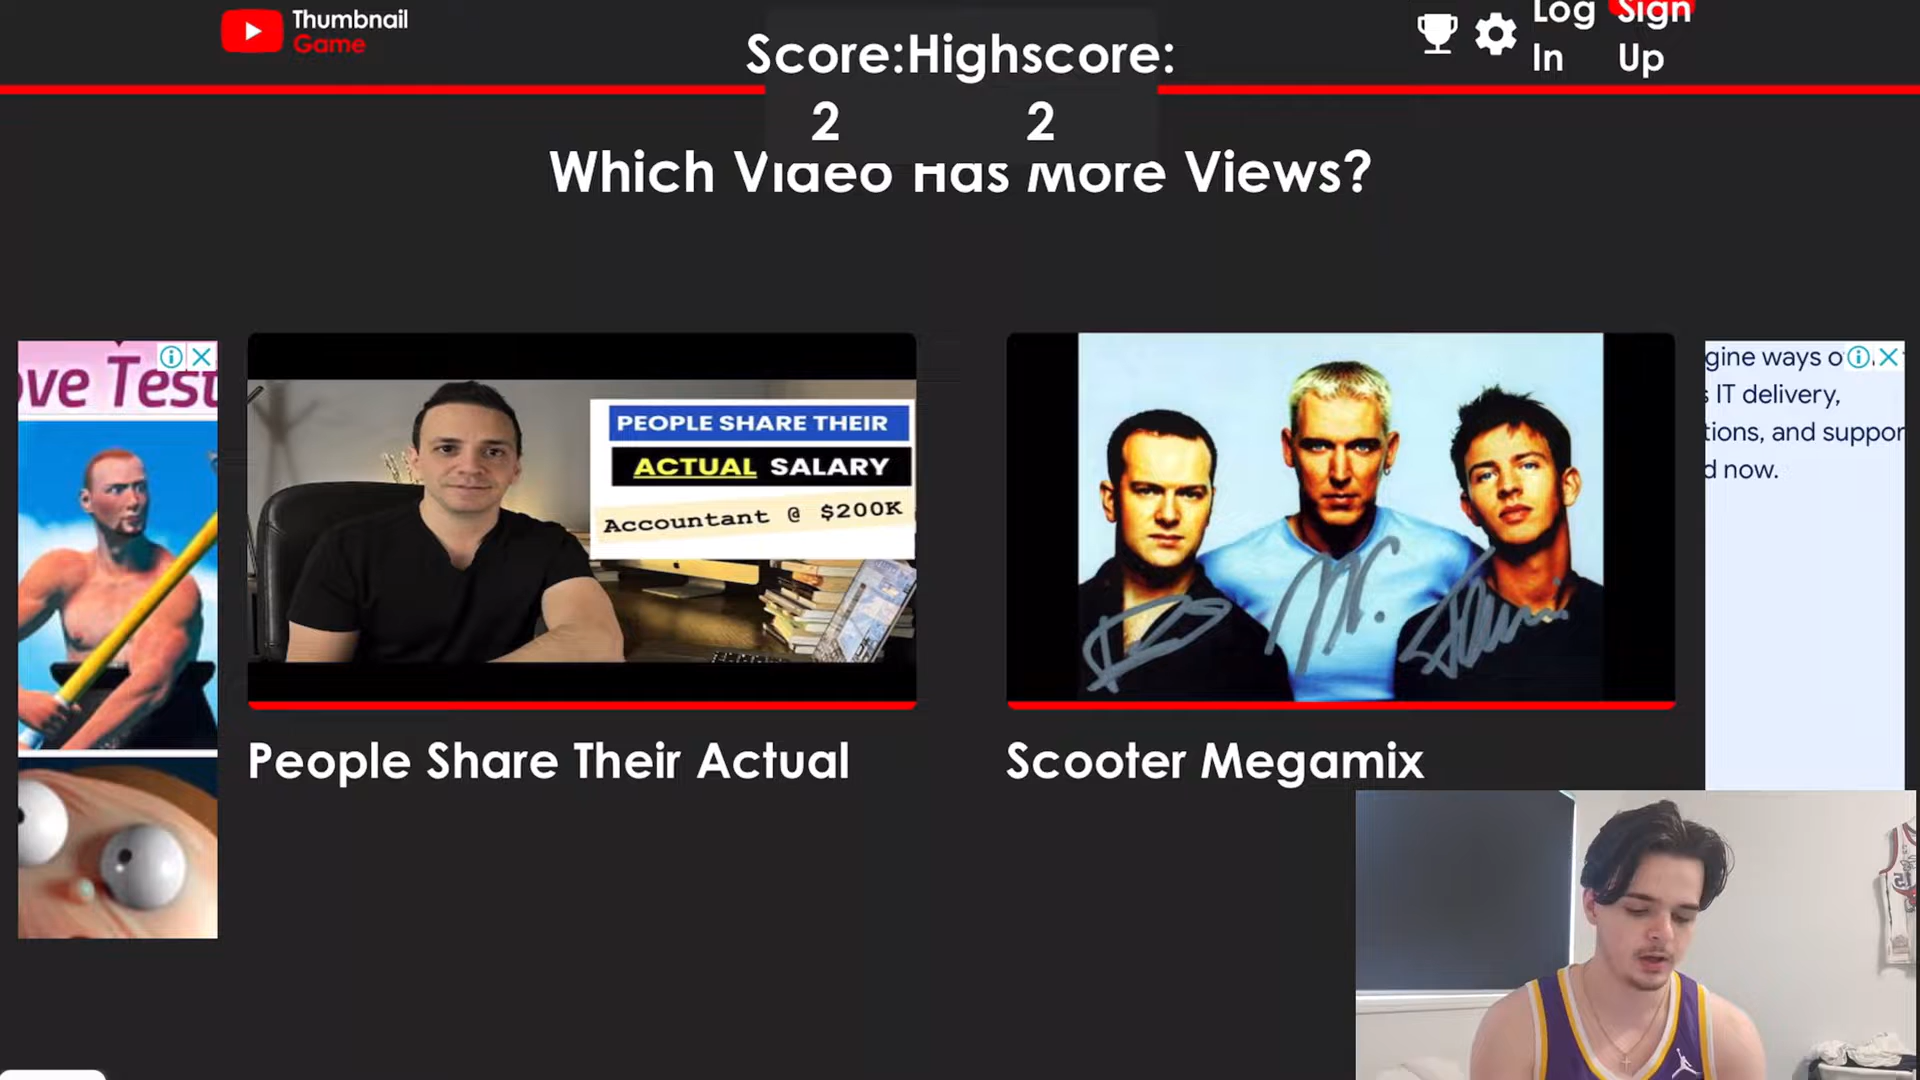 Thumbnail
Game
Score:Highscore:
2 2
Log In
Sign Up
Which Video Has More Views?
ove Test
PEOPLE SHARE THEIR
ACTUAL SALARY
Accountant @ $200K
gine ways o
IT delivery,
tions, and suppor
d now.
People Share Their Actual
Scooter Megamix